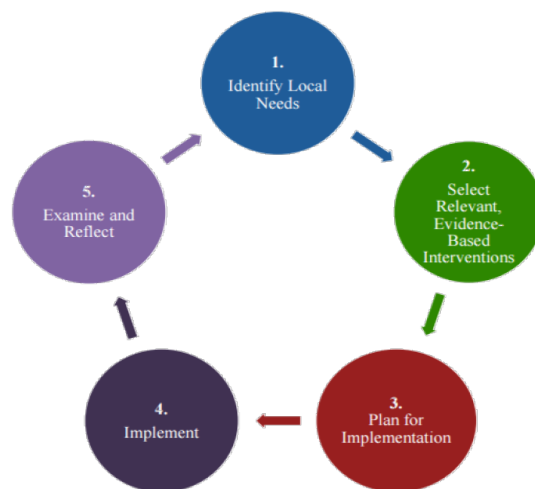 1.
Identify Local
Needs
2.
Select
Relevant,
Evidence-
Based
Interventions
3.
Plan for
Implementation
4.
Implement
5.
Examine and
Reflect